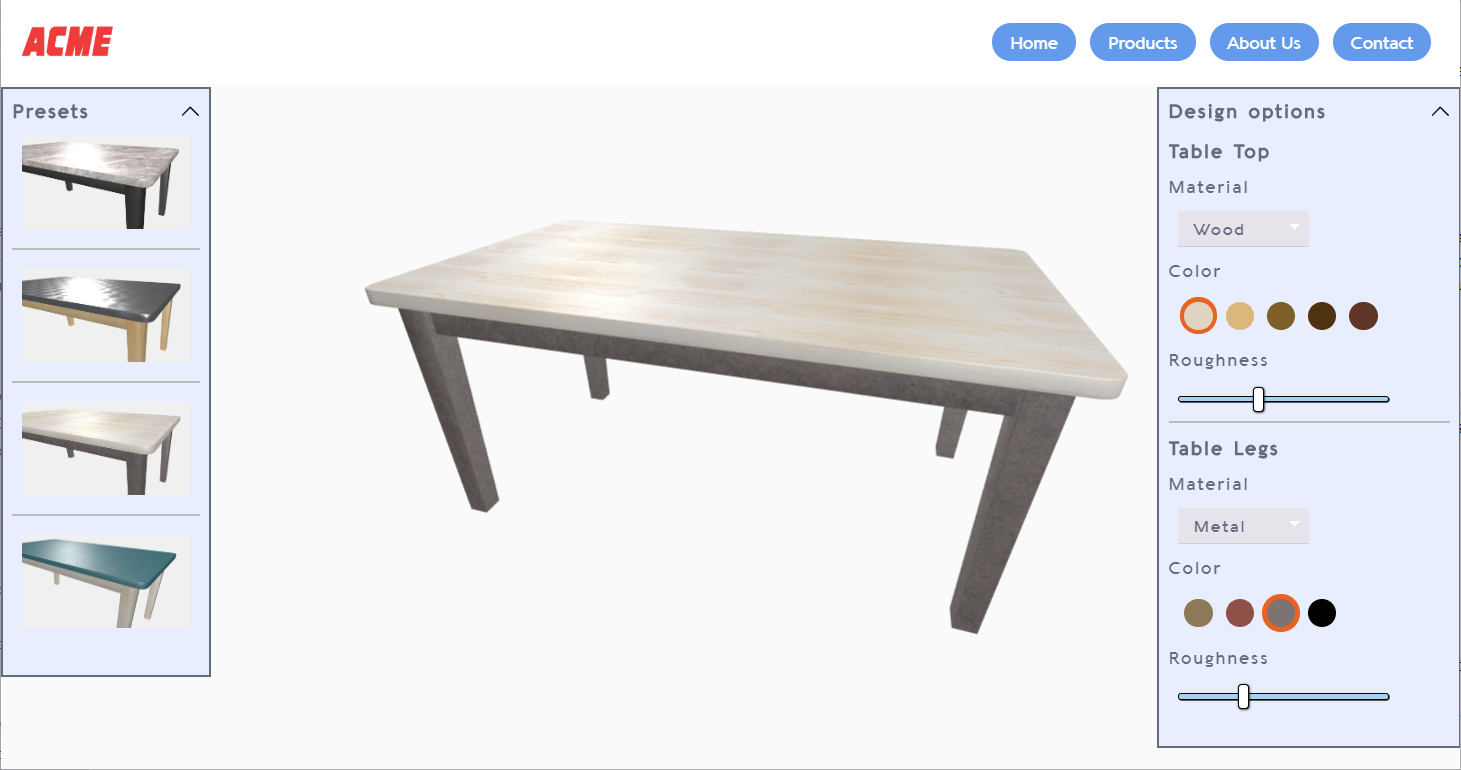 ACME
Home Products About Us Contact
Presets
Design options
Table Top
Material
Wood
Color
Roughness
Table Legs
Material
Metal
Color
Roughness